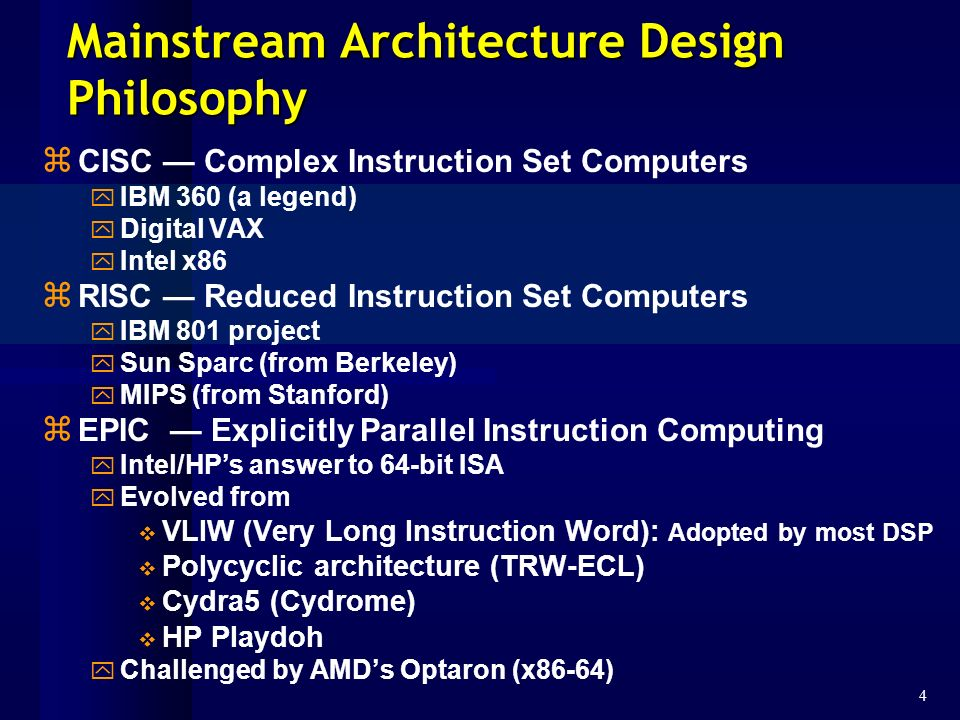 Mainstream Architecture Design
Philosophy
CISC — Complex Instruction Set Computers
IBM 360 (a legend)
Digital VAX
Intel x86
RISC — Reduced Instruction Set Computers
IBM 801 project
Sun Sparc (from Berkeley)
MIPS (from Stanford)
EPIC — Explicitly Parallel Instruction Computing
Intel/HP’s answer to 64-bit ISA
Evolved from
VLIW (Very Long Instruction Word): Adopted by most DSP
Polycyclic architecture (TRW-ECL)
Cydra5 (Cydrome)
HP Playdoh
Challenged by AMD’s Optaron (x86-64)
4